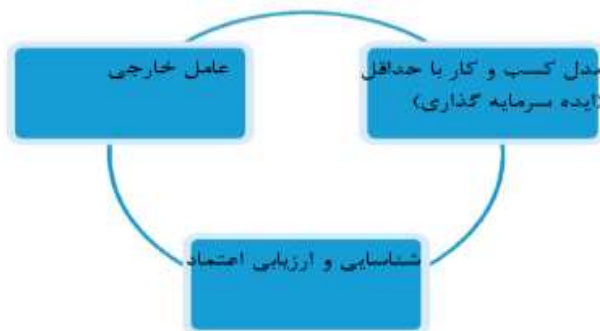 مدل کسب و کار با حداقل
(ایده سرمایه گذاری)
عامل خارجی
شناسایی و ارزیابی اعتماد